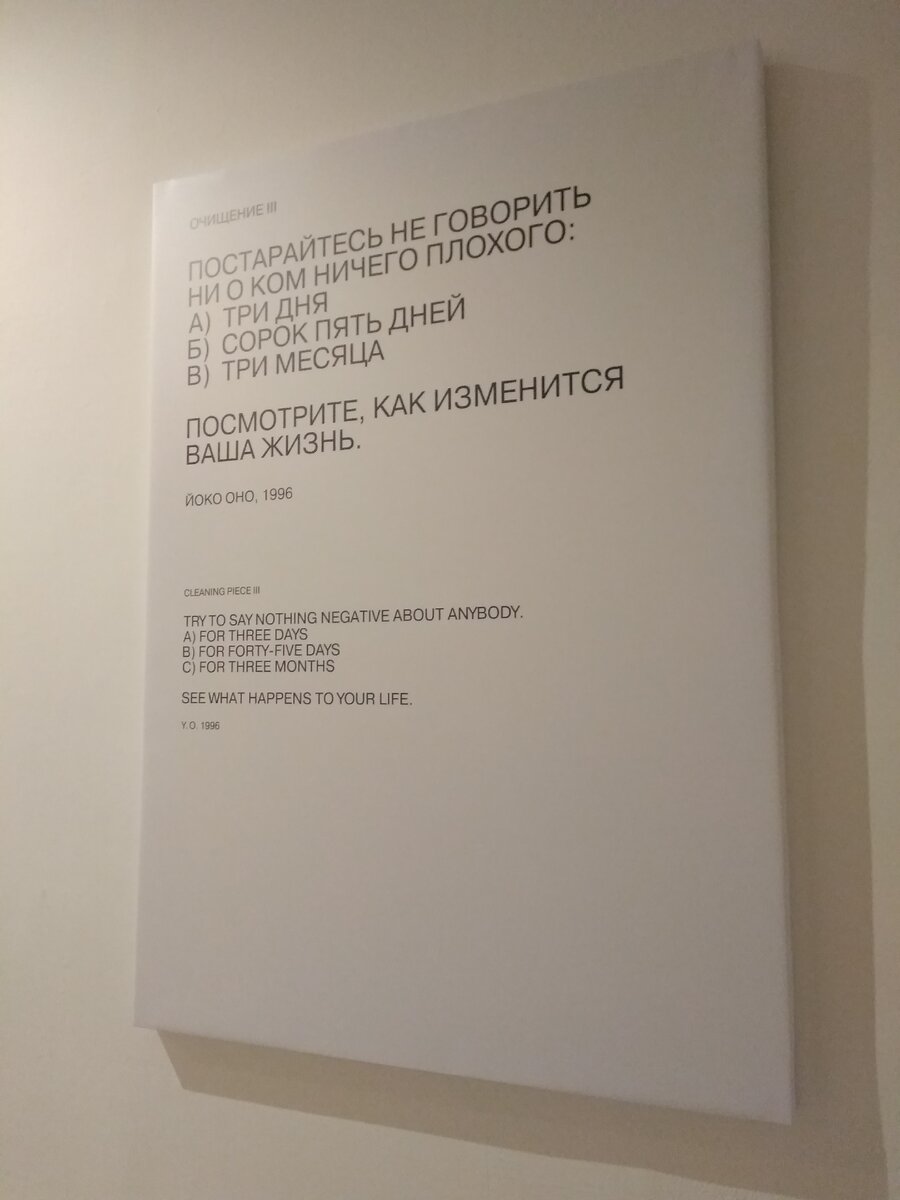 ОЧИЩЕНИЕ III
ПОСТАРАЙТЕСЬ НЕ ГОВОРИТЬ
НИ О КОМ НИЧЕГО ПЛОХОГО:
А) ТРИ ДНЯ
Б) СОРОК ПЯТЬ ДНЕЙ
В) ТРИ МЕСЯЦА
ПОСМОТРИТЕ, КАК ИЗМЕНИТСЯ
ВАША ЖИЗНЬ.
ЙОКО ОНО, 1996
CLEANING PIECE III
TRY TO SAY NOTHING NEGATIVE ABOUT ANYBODY.
A) FOR THREE DAYS
B) FOR FORTY-FIVE DAYS
C) FOR THREE MONTHS
SEE WHAT HAPPENS TO YOUR LIFE.
Y. O, 1996